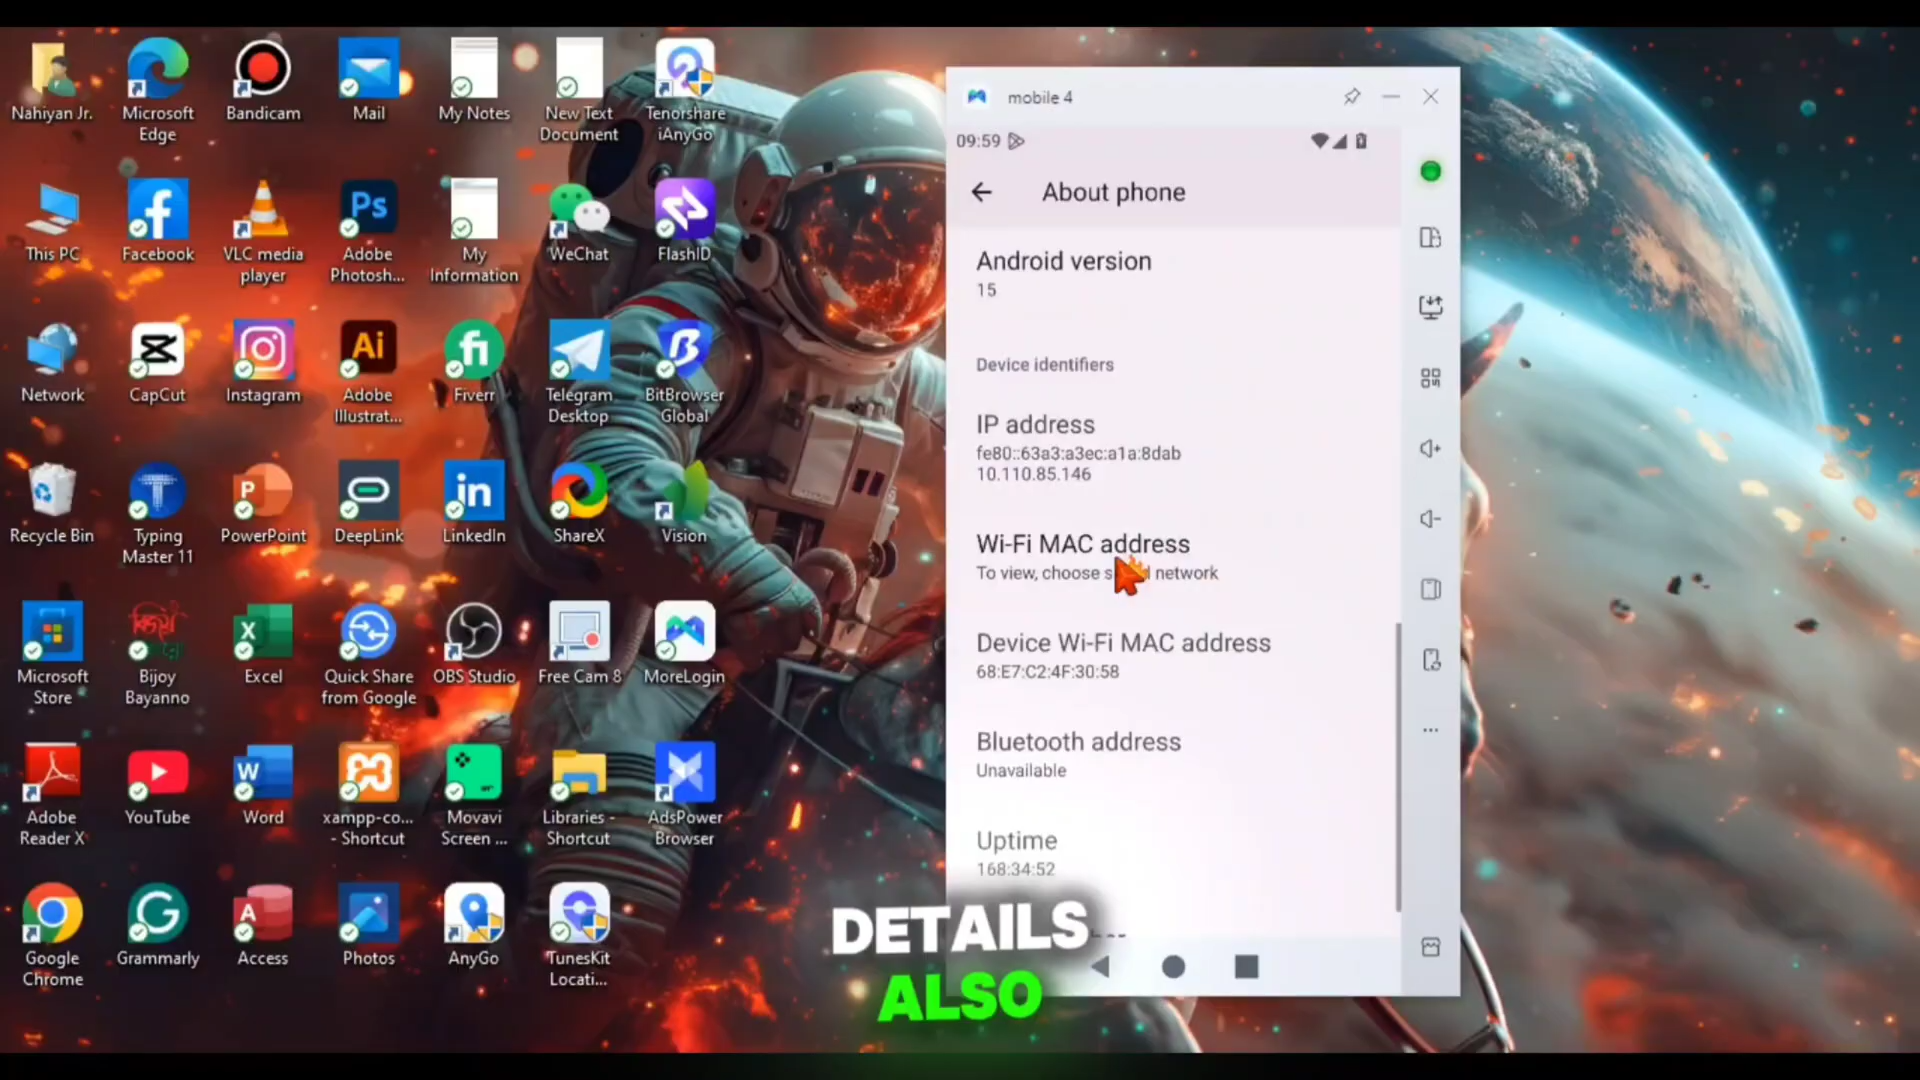 Nahiyan Jr.
Microsoft
Edge
Bandicam
Mail
My Notes
New Text
Document
Tenorshare
iAnyGo
This PC
Facebook
VLC media
player
Ps
Adobe
Photosh...
My
Information
WeChat
FlashID
Network
CapCut
Instagram
Ai
Adobe
Illustrat...
fi
Fiverr
Telegram
Desktop
BitBrowser
Global
Recycle Bin
Typing
Master 11
PowerPoint
DeepLink
in
LinkedIn
ShareX
Vision
Microsoft
Store
বিজয়
Bijoy
Bayanno
Excel
Quick Share
from Google
OBS Studio
Free Cam 8
MoreLogin
Adobe
Reader X
YouTube
Word
xampp-co...
- Shortcut
Movavi
Screen ...
Libraries -
Shortcut
AdsPower
Browser
Google
Chrome
Grammarly
Access
Photos
AnyGo
TunesKit
Locati...
mobile 4
09:59
About phone
Android version
15
Device identifiers
IP address
fe80::63a3:a3ec:a1a:8dab
10.110.85.146
Wi-Fi MAC address
To view, choose network
Device Wi-Fi MAC address
68:E7:C2:4F:30:58
Bluetooth address
Unavailable
Uptime
168:34:52
DETAILS
ALSO